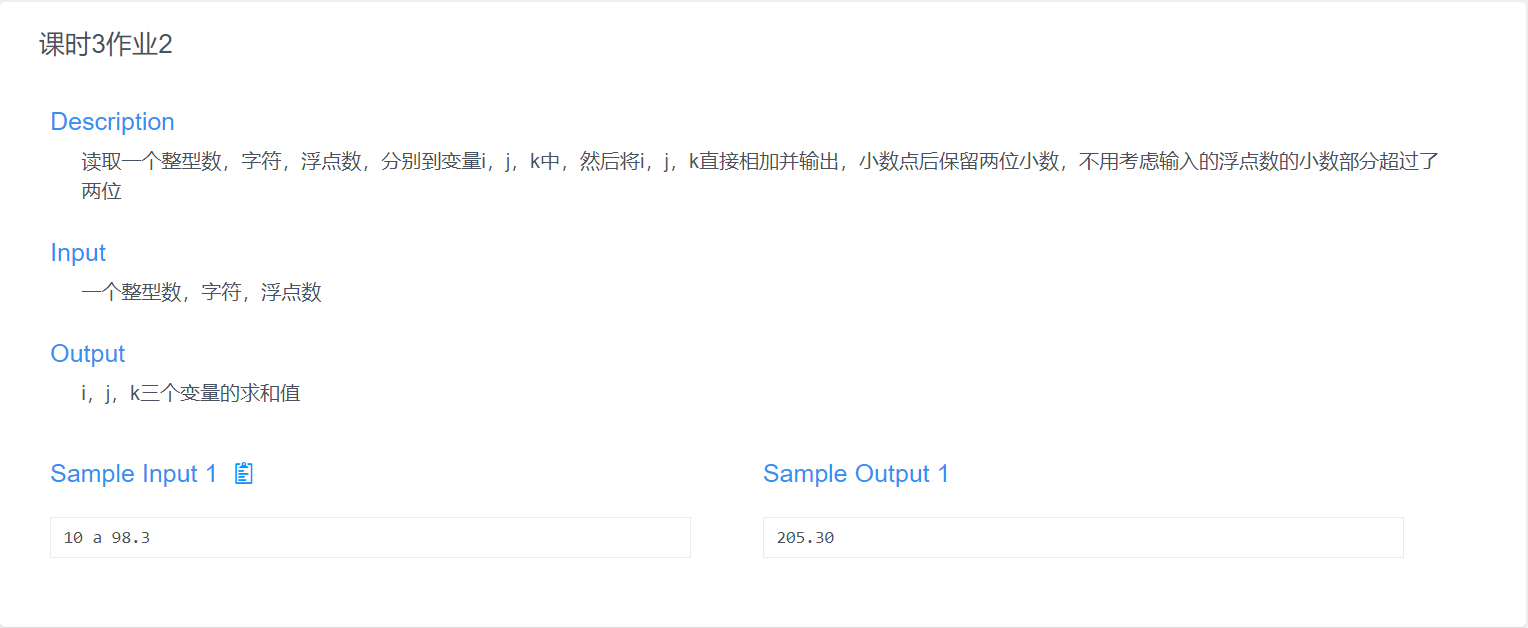 课时3作业2
Description
读取一个整型数，字符，浮点数，分别到变量i，j，k中，然后将i，j，k直接相加并输出，小数点后保留两位小数，不用考虑输入的浮点数的小数部分超过了
两位
Input
一个整型数，字符，浮点数
Output
i，j，k三个变量的求和值
Sample Input 1
Sample Output 1
10 a 98.3
205.30